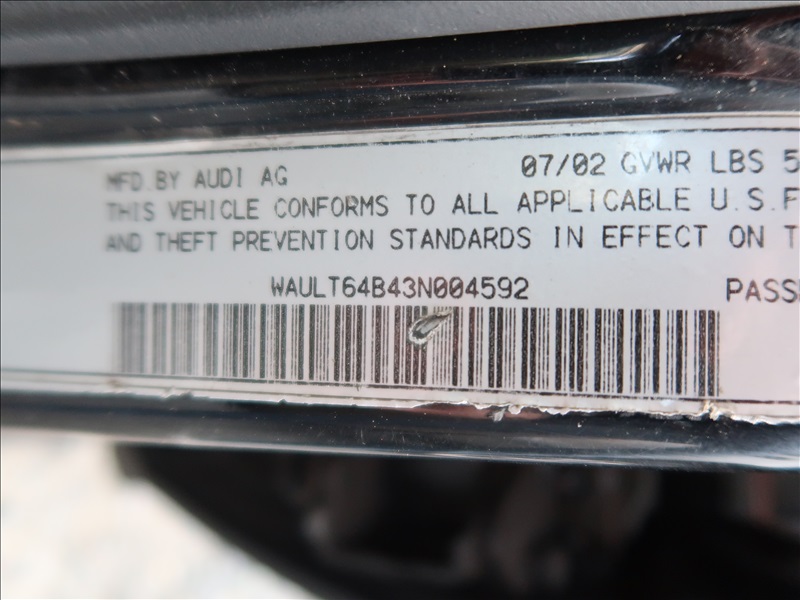 MFD.BY AUDI AG 07/02 GVWR LBS 5
THIS VEHICLE CONFORMS TO ALL APPLICABLE U.S.F
AND THEFT PREVENTION STANDARDS IN EFFECT ON T
WAULT64B43N004592 PASS